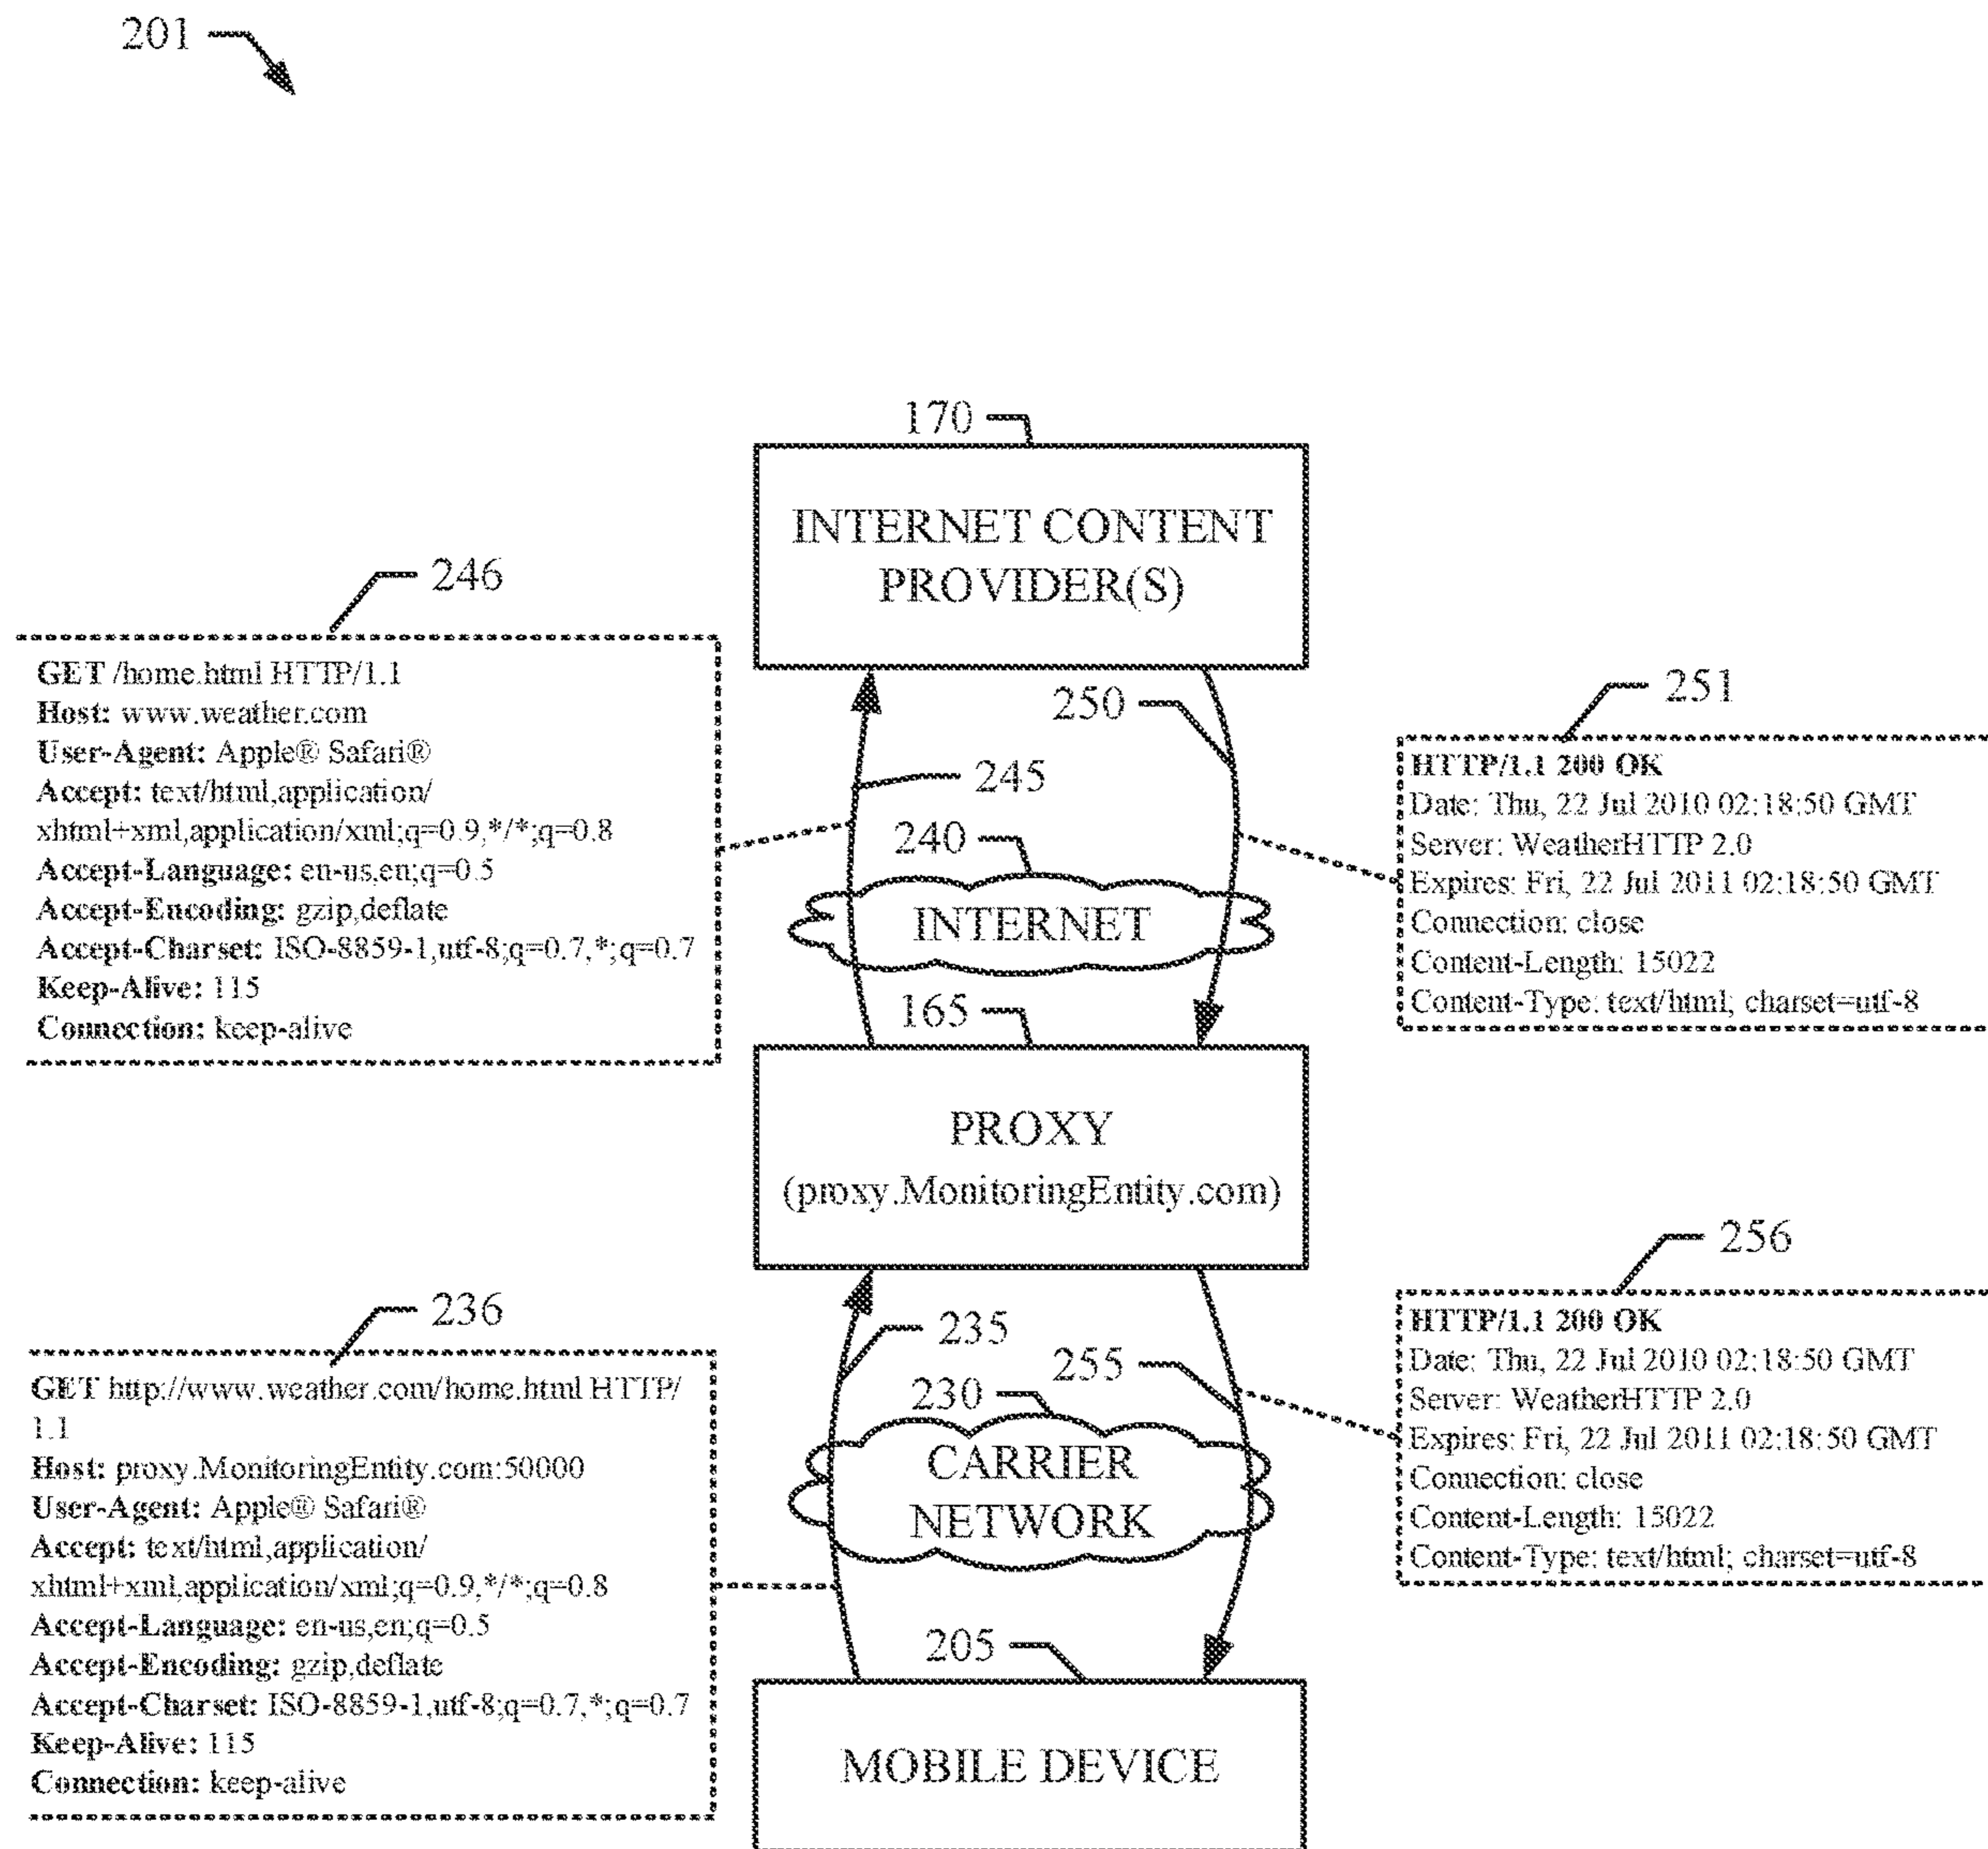 201
170
INTERNET CONTENT
PROVIDER(S)
246
GET /home.html HTTP/1.1
Host: www.weather.com
User-Agent: Apple® Safari®
Accept: text/html,application/
xhtml+xml,application/xml;q=0.9,*/*;q=0.8
Accept-Language: en-us,en;q=0.5
Accept-Encoding: gzip,deflate
Accept-Charset: ISO-8859-1,utf-8;q=0.7,*;q=0.7
Keep-Alive: 115
Connection: keep-alive
250
245
240
INTERNET
251
HTTP/1.1 200 OK
Date: Thu, 22 Jul 2010 02:18:50 GMT
Server: WeatherHTTP 2.0
Expires: Fri, 22 Jul 2011 02:18:50 GMT
Connection: close
Content-Length: 15022
Content-Type: text/html; charset=utf-8
165
PROXY
(proxy.MonitoringEntity.com)
236
GET http://www.weather.com/home.html HTTP/
1.1
Host: proxy.MonitoringEntity.com:50000
User-Agent: Apple® Safari®
Accept: text/html,application/
xhtml+xml,application/xml;q=0.9,*/*;q=0.8
Accept-Language: en-us,en;q=0.5
Accept-Encoding: gzip,deflate
Accept-Charset: ISO-8859-1,utf-8;q=0.7,*;q=0.7
Keep-Alive: 115
Connection: keep-alive
235
255
230
CARRIER
NETWORK
256
HTTP/1.1 200 OK
Date: Thu, 22 Jul 2010 02:18:50 GMT
Server: WeatherHTTP 2.0
Expires: Fri, 22 Jul 2011 02:18:50 GMT
Connection: close
Content-Length: 15022
Content-Type: text/html; charset=utf-8
205
MOBILE DEVICE